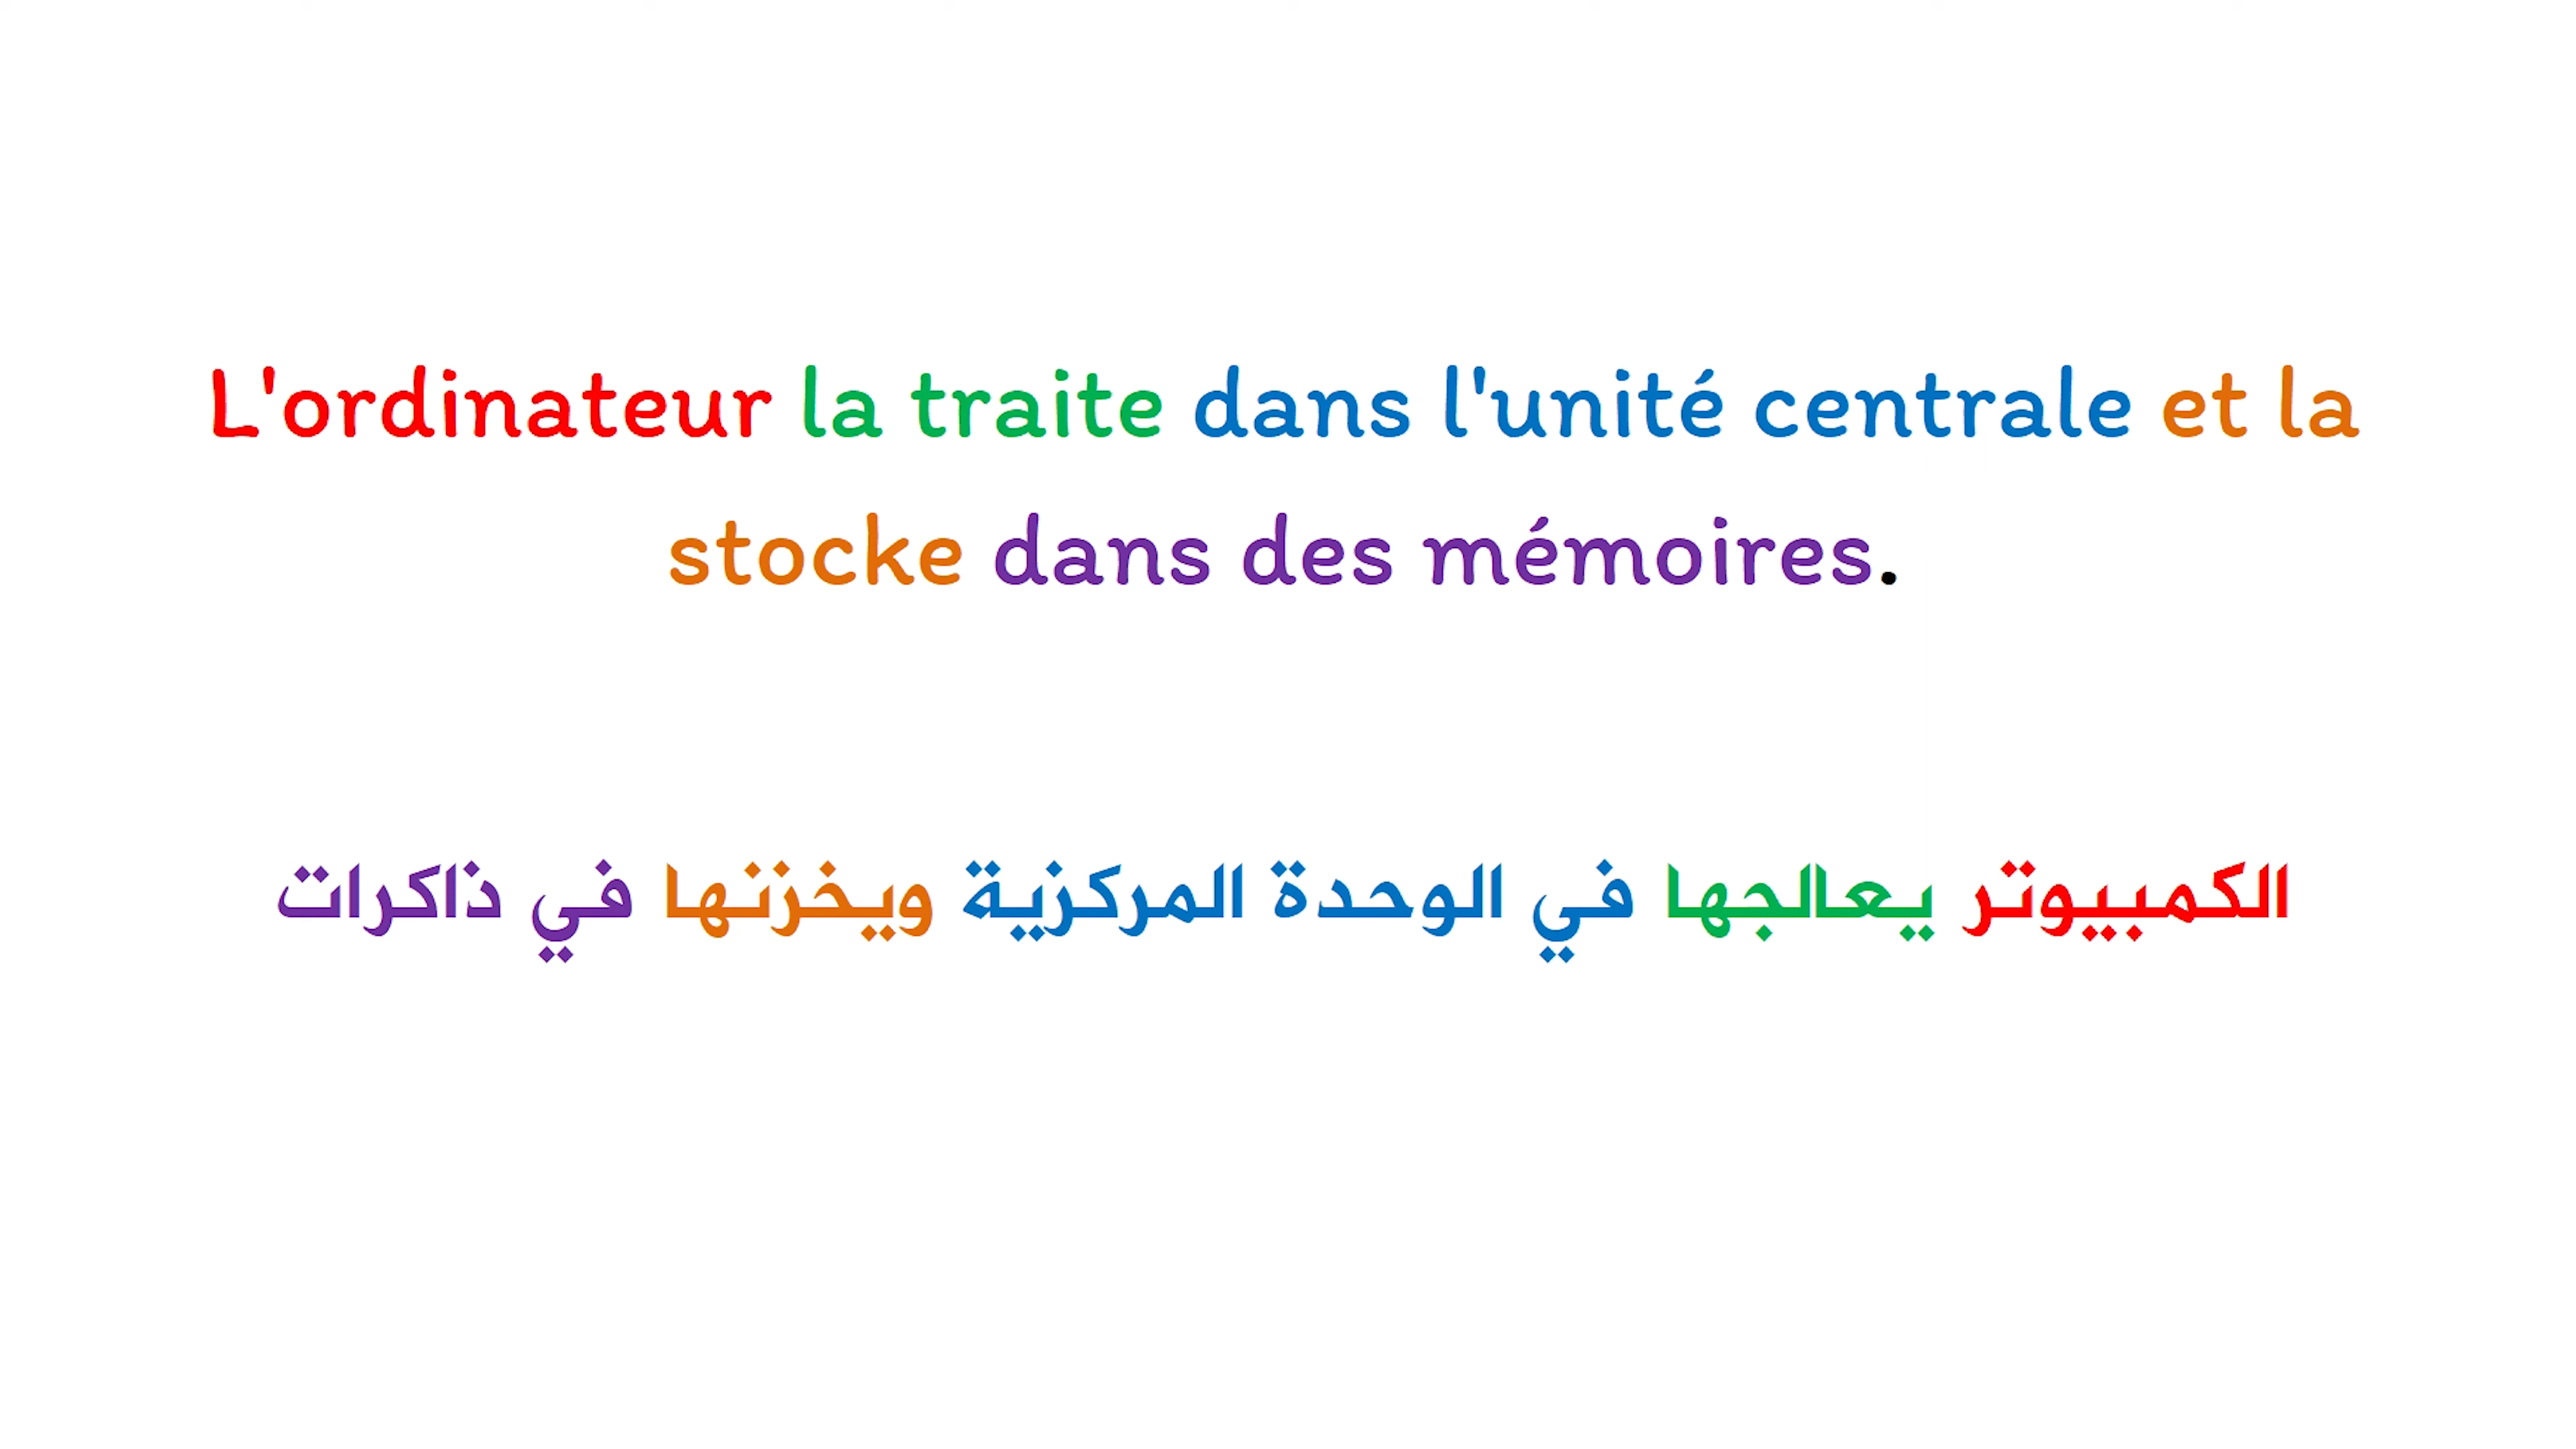 L'ordinateur la traite dans l'unité centrale et la
stocke dans des mémoires.
الكمبيوتر يعالجها في الوحدة المركزية ويخزنها في ذاكرات